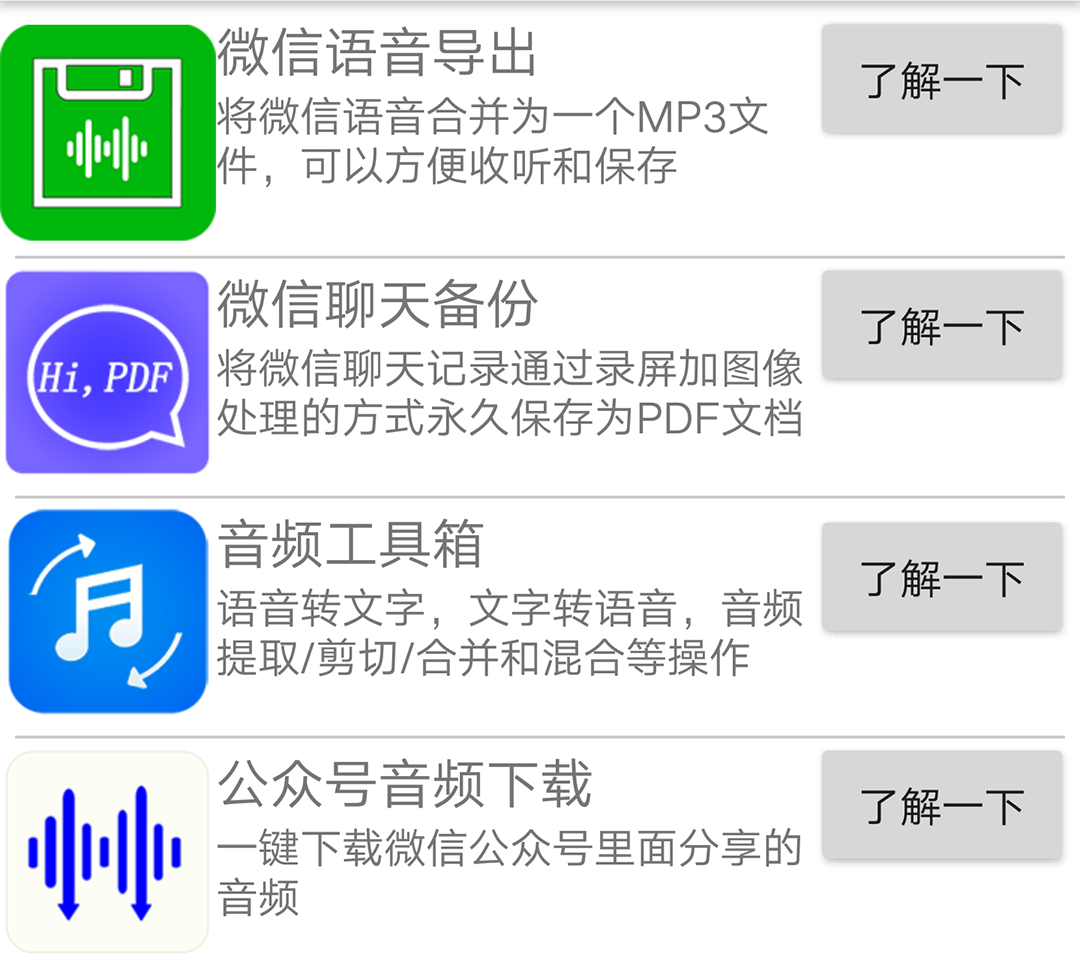 微信语音导出
了解一下
将微信语音合并为一个MP3文
件，可以方便收听和保存
Hi,PDF
微信聊天备份
了解一下
将微信聊天记录通过录屏加图像
处理的方式永久保存为PDF文档
音频工具箱
了解一下
语音转文字，文字转语音，音频
提取/剪切/合并和混合等操作
公众号音频下载
了解一下
一键下载微信公众号里面分享的
音频